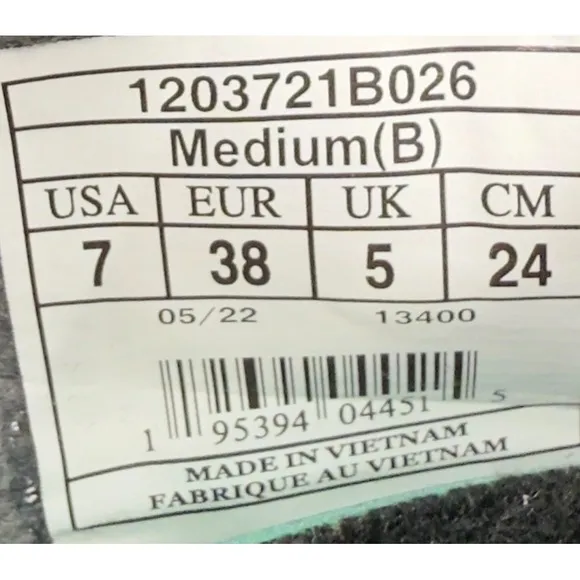 1203721B026
Medium(B)
USA EUR UK CM
7 38 5 24
05/22 13400
1 95394 04451 5
MADE IN VIETNAM
FABRIQUE AU VIETNAM